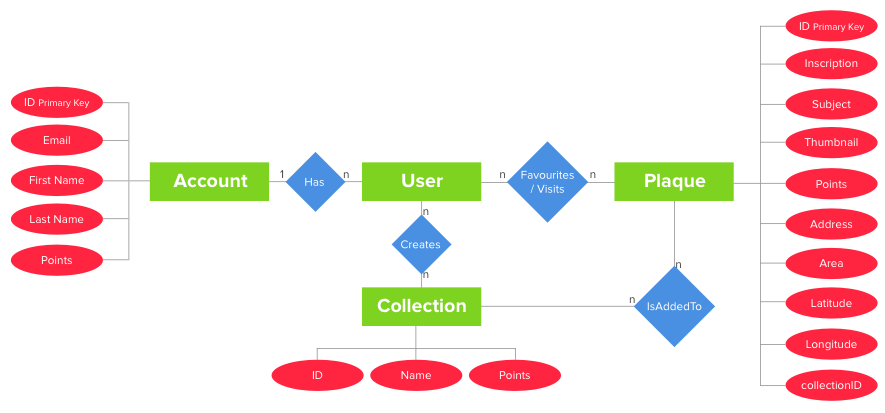 ID Primary Key
Email
First Name
Last Name
Points
Account
1
Has
n
User
n
Favourites
/ Visits
n
Plaque
n
Creates
n
Collection
n
IsAddedTo
n
ID
Name
Points
ID Primary Key
Inscription
Subject
Thumbnail
Points
Address
Area
Latitude
Longitude
collectionID